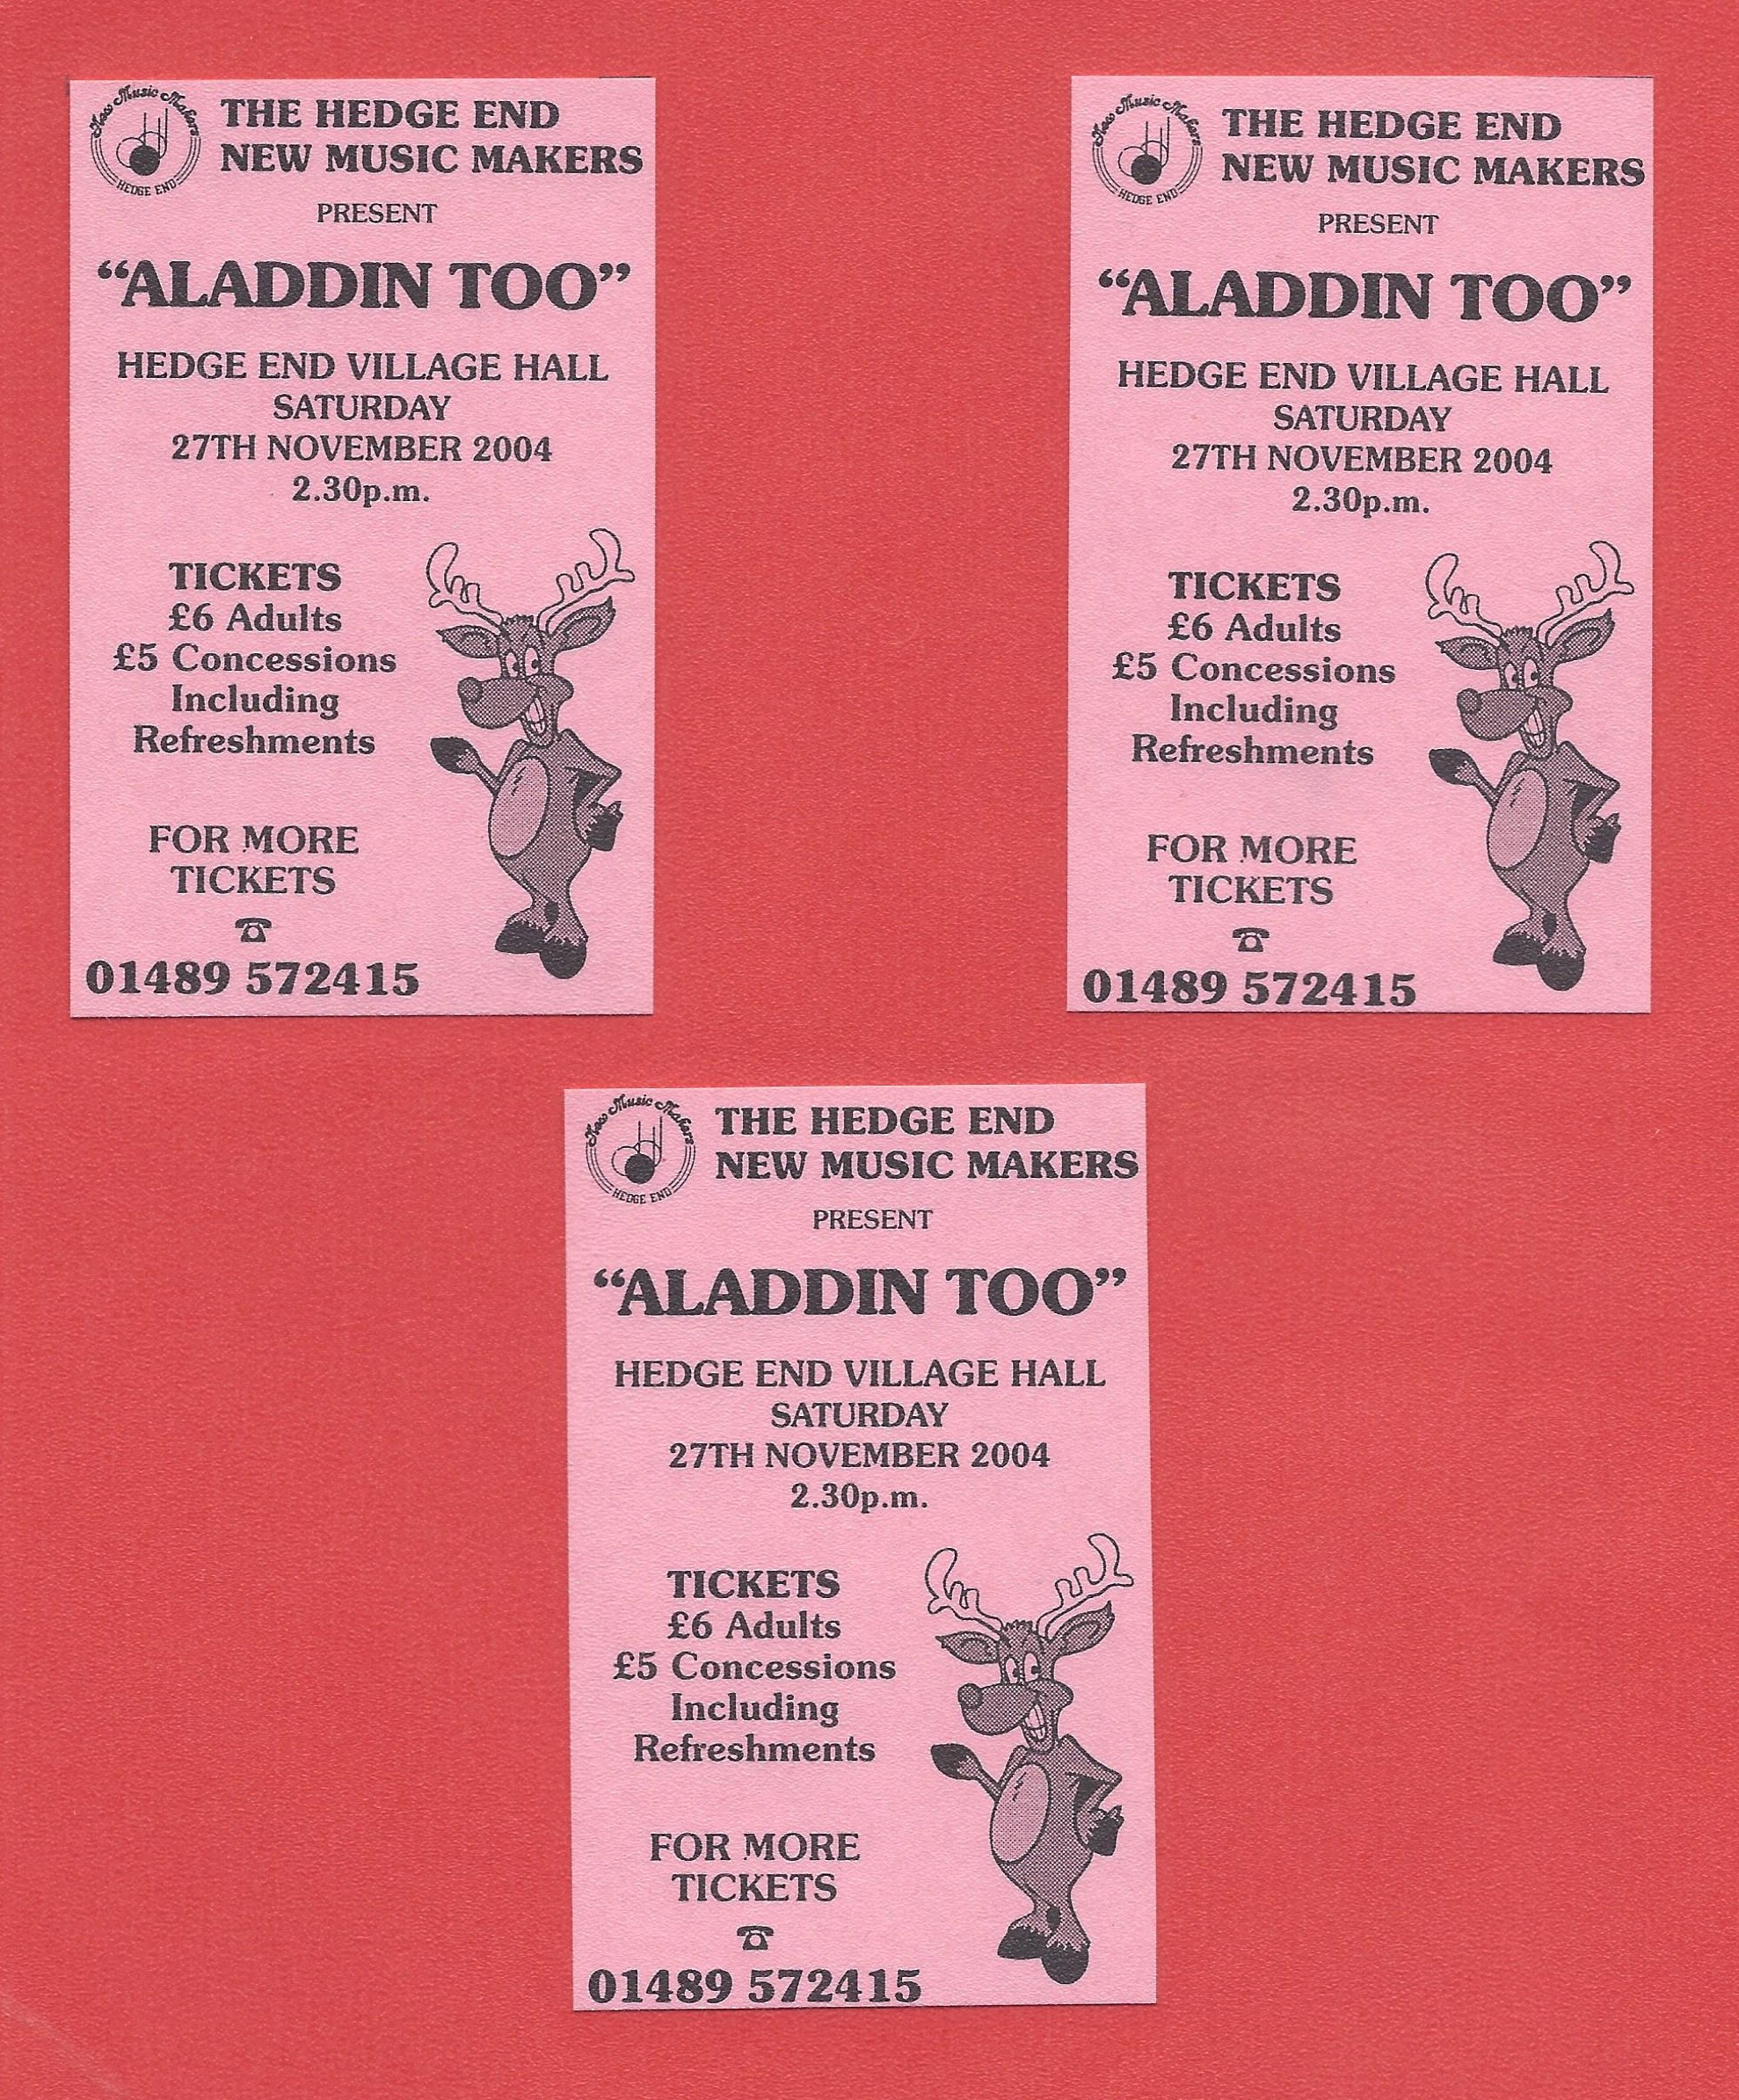 New Music Makers
HEDGE END
THE HEDGE END
NEW MUSIC MAKERS
PRESENT
“ALADDIN TOO”
HEDGE END VILLAGE HALL
SATURDAY
27TH NOVEMBER 2004
2.30p.m.
TICKETS
£6 Adults
£5 Concessions
Including
Refreshments
FOR MORE
TICKETS
☎
01489 572415
New Music Makers
HEDGE END
THE HEDGE END
NEW MUSIC MAKERS
PRESENT
“ALADDIN TOO”
HEDGE END VILLAGE HALL
SATURDAY
27TH NOVEMBER 2004
2.30p.m.
TICKETS
£6 Adults
£5 Concessions
Including
Refreshments
FOR MORE
TICKETS
☎
01489 572415
New Music Makers
HEDGE END
THE HEDGE END
NEW MUSIC MAKERS
PRESENT
“ALADDIN TOO”
HEDGE END VILLAGE HALL
SATURDAY
27TH NOVEMBER 2004
2.30p.m.
TICKETS
£6 Adults
£5 Concessions
Including
Refreshments
FOR MORE
TICKETS
☎
01489 572415